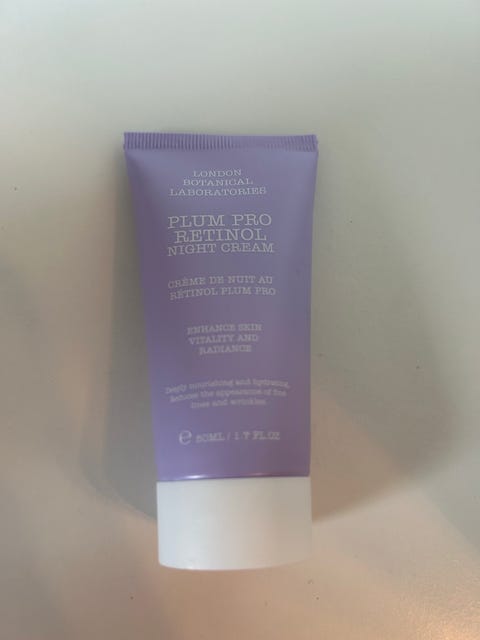 LONDON
BOTANICAL
LABORATORIES
PLUM PRO
RETINOL
NIGHT CREAM
CRÈME DE NUIT AU
RÉTINOL PLUM PRO
ENHANCE SKIN
VITALITY AND
RADIANCE
Deeply nourishing and hydrating,
Reduces the appearance of fine
lines and wrinkles
℮ 50ML / 1.7 FL.OZ